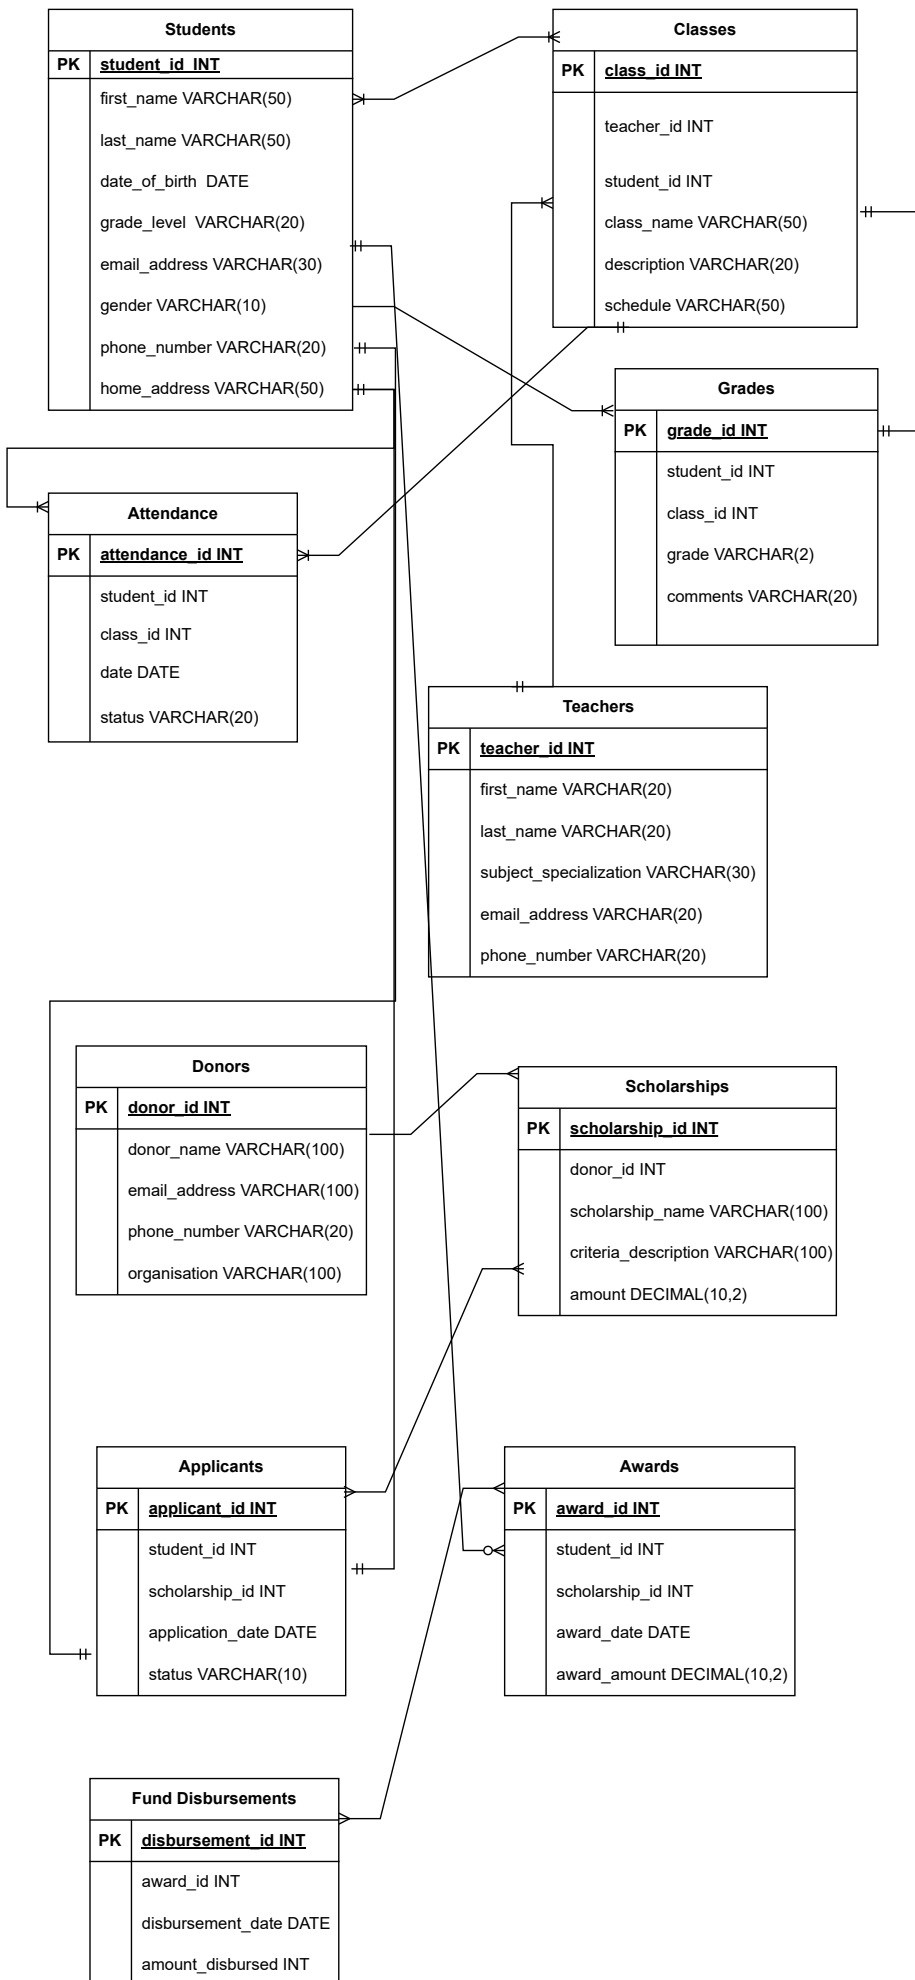 Students
PK student_id INT
first_name VARCHAR(50)
last_name VARCHAR(50)
date_of_birth DATE
grade_level VARCHAR(20)
email_address VARCHAR(30)
gender VARCHAR(10)
phone_number VARCHAR(20)
home_address VARCHAR(50)
Classes
PK class_id INT
teacher_id INT
student_id INT
class_name VARCHAR(50)
description VARCHAR(20)
schedule VARCHAR(50)
Grades
PK grade_id INT
student_id INT
class_id INT
grade VARCHAR(2)
comments VARCHAR(20)
Attendance
PK attendance_id INT
student_id INT
class_id INT
date DATE
status VARCHAR(20)
Teachers
PK teacher_id INT
first_name VARCHAR(20)
last_name VARCHAR(20)
subject_specialization VARCHAR(30)
email_address VARCHAR(20)
phone_number VARCHAR(20)
Donors
PK donor_id INT
donor_name VARCHAR(100)
email_address VARCHAR(100)
phone_number VARCHAR(20)
organisation VARCHAR(100)
Scholarships
PK scholarship_id INT
donor_id INT
scholarship_name VARCHAR(100)
criteria_description VARCHAR(100)
amount DECIMAL(10,2)
Applicants
PK applicant_id INT
student_id INT
scholarship_id INT
application_date DATE
status VARCHAR(10)
Awards
PK award_id INT
student_id INT
scholarship_id INT
award_date DATE
award_amount DECIMAL(10,2)
Fund Disbursements
PK disbursement_id INT
award_id INT
disbursement_date DATE
amount_disbursed INT